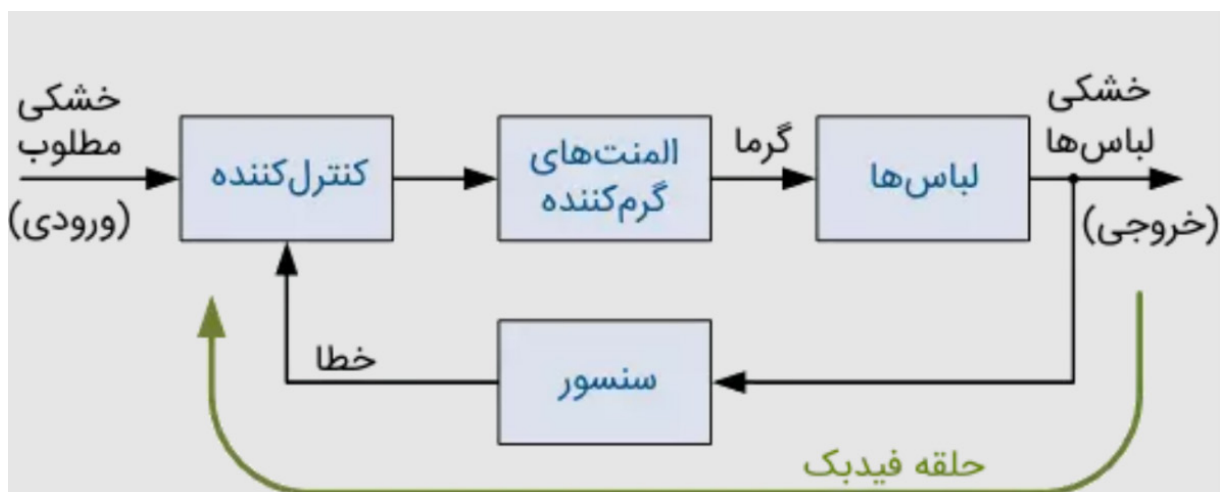 خشکی
مطلوب
(ورودی)
کنترل‌کننده
المنت‌های
گرم‌کننده
گرما
لباس‌ها
خشکی
لباس‌ها
(خروجی)
سنسور
خطا
حلقه فیدبک